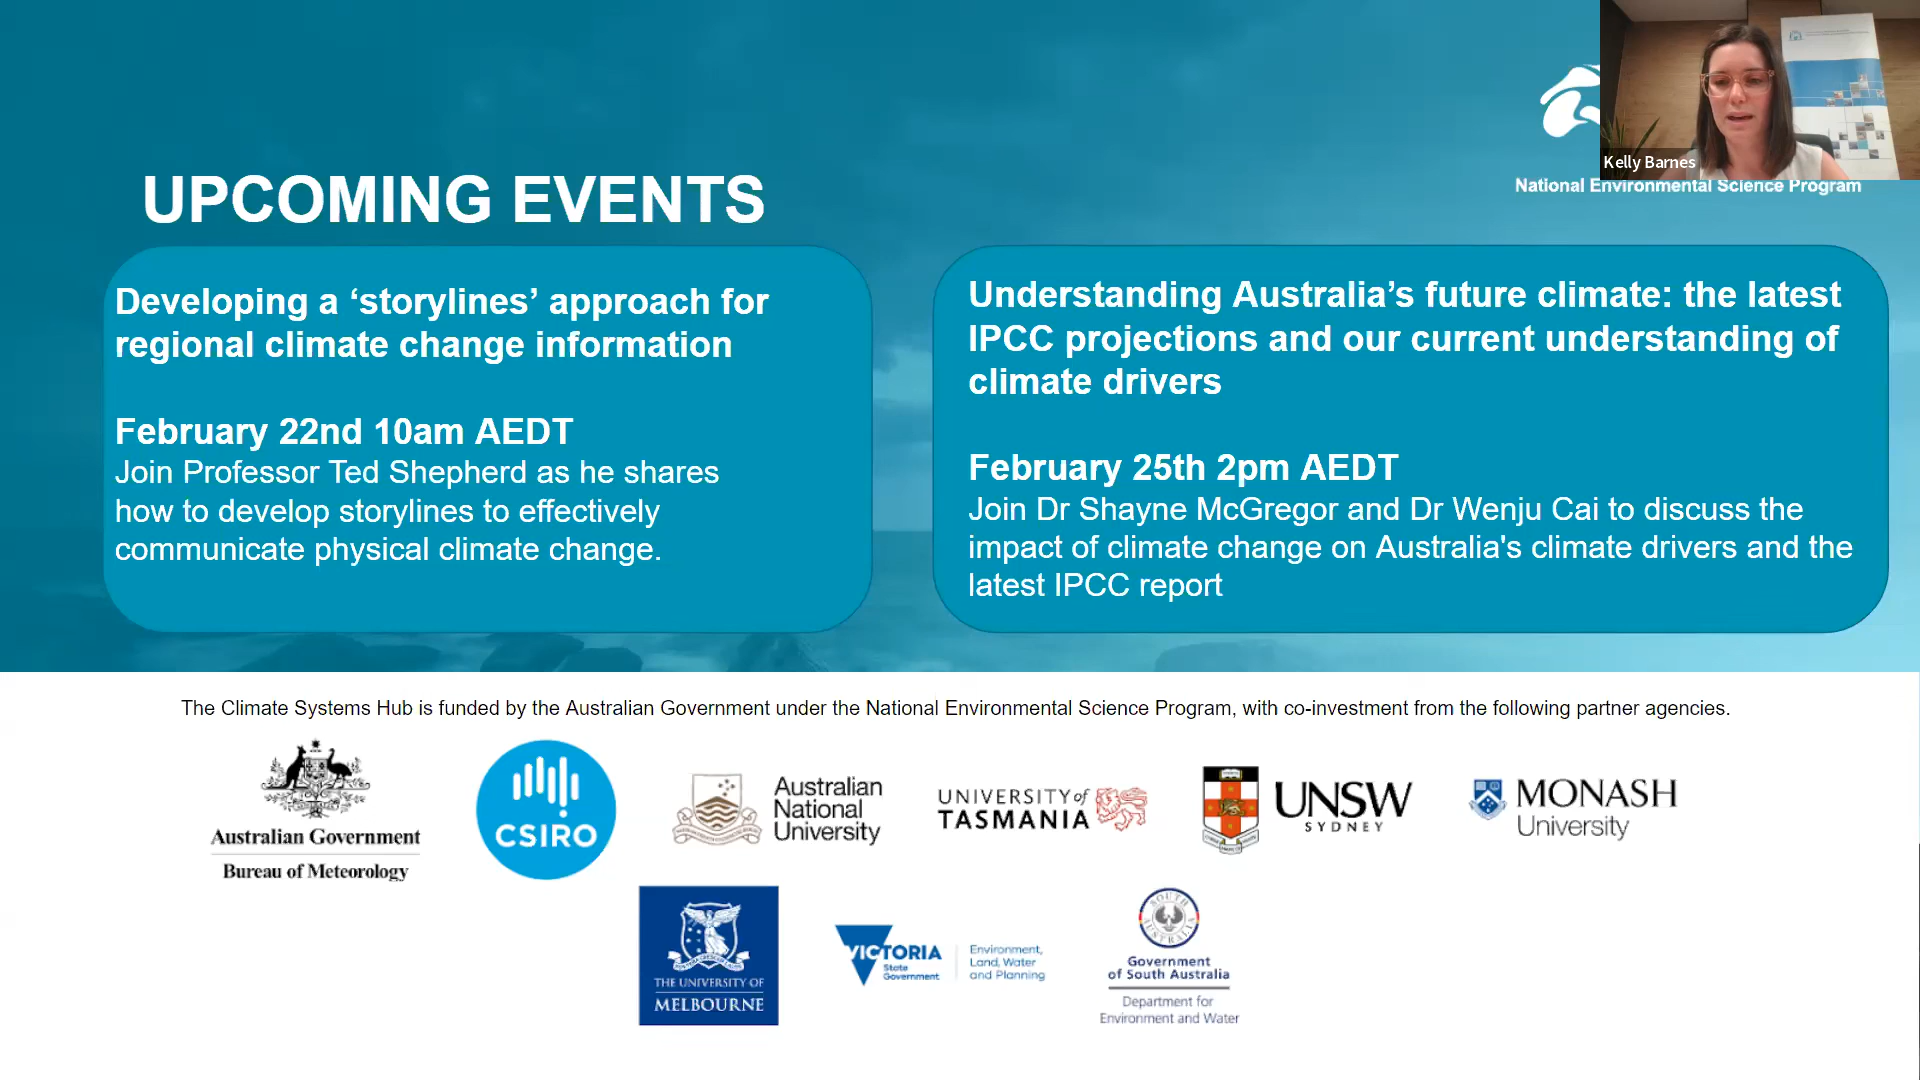 Kelly Barnes
National Environmental Science Program
UPCOMING EVENTS
Developing a ‘storylines’ approach for
regional climate change information
February 22nd 10am AEDT
Join Professor Ted Shepherd as he shares
how to develop storylines to effectively
communicate physical climate change.
Understanding Australia’s future climate: the latest
IPCC projections and our current understanding of
climate drivers
February 25th 2pm AEDT
Join Dr Shayne McGregor and Dr Wenju Cai to discuss the
impact of climate change on Australia's climate drivers and the
latest IPCC report
The Climate Systems Hub is funded by the Australian Government under the National Environmental Science Program, with co-investment from the following partner agencies.
Australian Government
Bureau of Meteorology
CSIRO
Australian
National
University
UNIVERSITY of
TASMANIA
UNSW
SYDNEY
MONASH
University
THE UNIVERSITY OF
MELBOURNE
VICTORIA
State
Government
Environment,
Land, Water
and Planning
SOUTH
AUSTRALIA
Government
of South Australia
Department for
Environment and Water